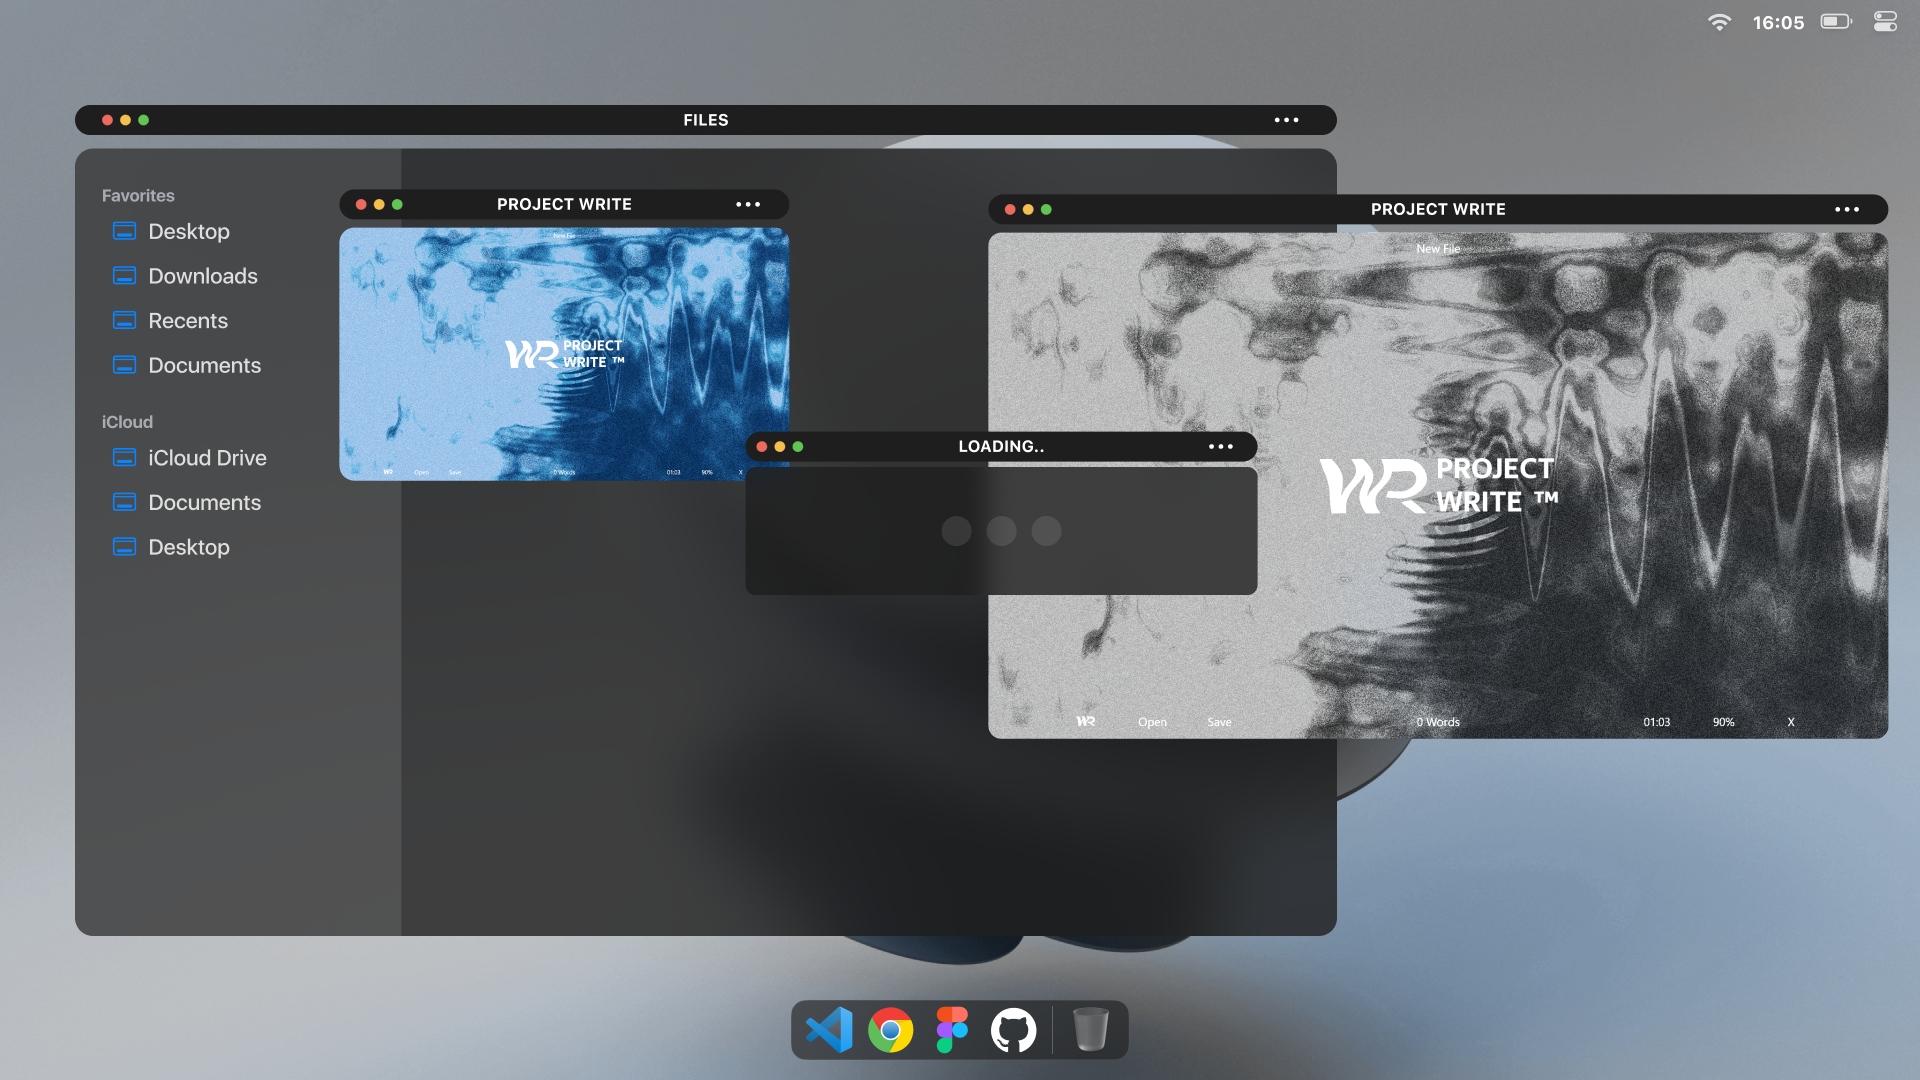 16:05
FILES
Favorites
Desktop
Downloads
Recents
Documents
iCloud
iCloud Drive
Documents
Desktop
PROJECT WRITE
New File
WR PROJECT
WRITE ™
WR Open Save 0 Words 01:03 90% X
PROJECT WRITE
New File
WR PROJECT
WRITE ™
WR Open Save 0 Words 01:03 90% X
LOADING..